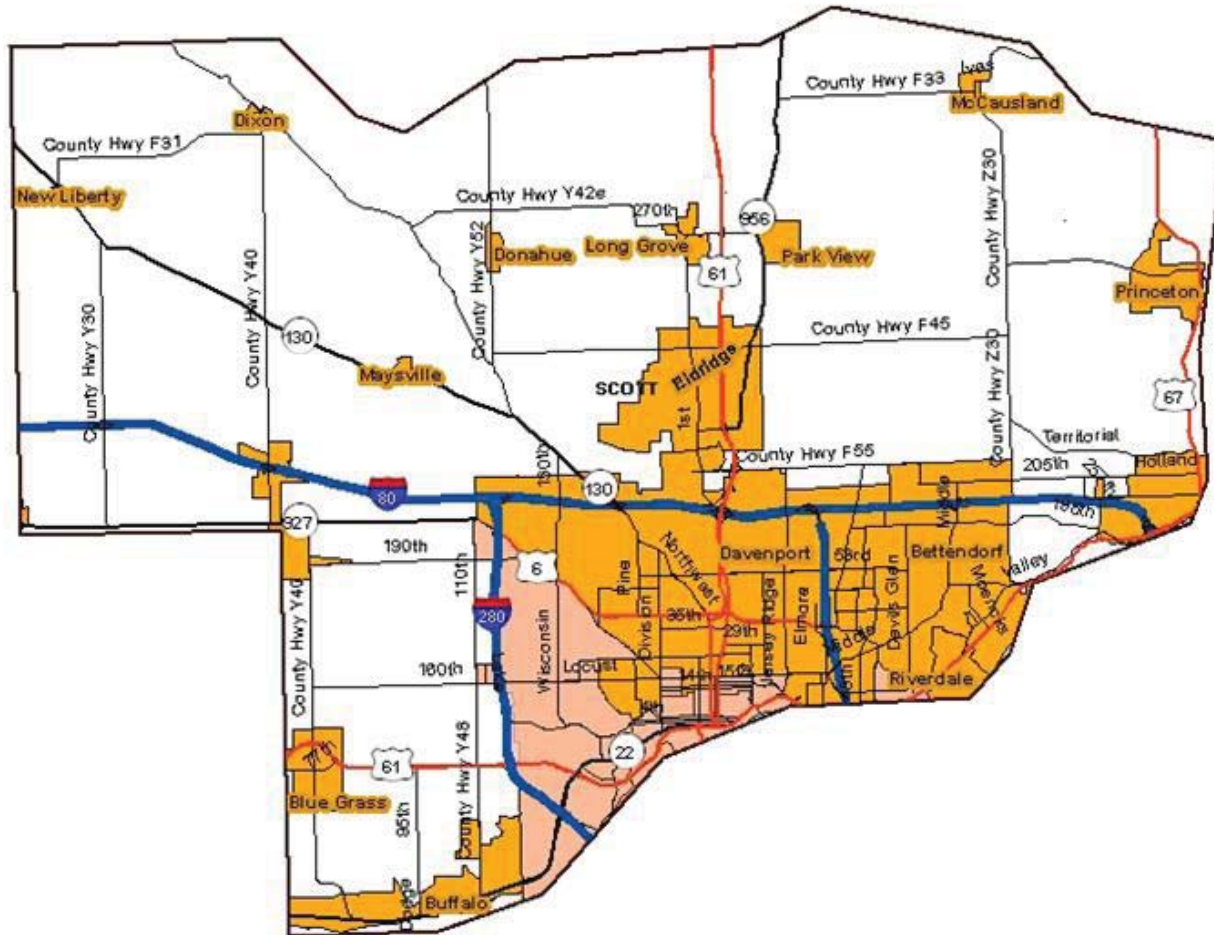 Ives
County Hwy F33
McCausland
Dixon
County Hwy F31
New Liberty
County Hwy Y42e
270th
956
County Hwy Z30
County Hwy Y52
Donahue
Long Grove
61
Park View
Princeton
County Hwy Y40
County Hwy Y30
130
County Hwy F45
Eldridge
SCOTT
Maysville
County Hwy Z30
67
1st
Territorial
County Hwy F55
205th
Holland
130th
130
80
Middle
195th
927
190th
110th
6
Northwest
Davenport
53rd
Bettendorf
Valley
Pine
280
Division
35th
29th
Jersey Ridge
Elmore
Devils Glen
Wisconsin
Locust
160th
County Hwy Y40
Riverdale
County Hwy Y48
22
77th
61
Blue Grass
95th
Dodge
Buffalo